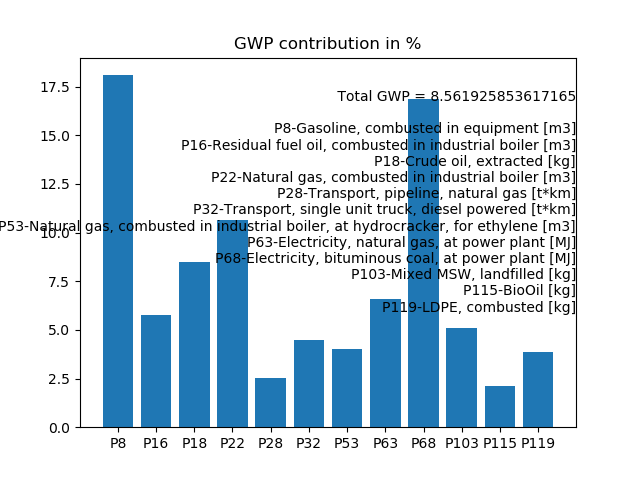 GWP contribution in %
17.5
15.0
12.5
10.0
7.5
5.0
2.5
0.0
Total GWP = 8.561925853617165
P8-Gasoline, combusted in equipment [m3]
P16-Residual fuel oil, combusted in industrial boiler [m3]
P18-Crude oil, extracted [kg]
P22-Natural gas, combusted in industrial boiler [m3]
P28-Transport, pipeline, natural gas [t*km]
P32-Transport, single unit truck, diesel powered [t*km]
P53-Natural gas, combusted in industrial boiler, at hydrocracker, for ethylene [m3]
P63-Electricity, natural gas, at power plant [MJ]
P68-Electricity, bituminous coal, at power plant [MJ]
P103-Mixed MSW, landfilled [kg]
P115-BioOil [kg]
P119-LDPE, combusted [kg]
P8 P16 P18 P22 P28 P32 P53 P63 P68 P103 P115 P119